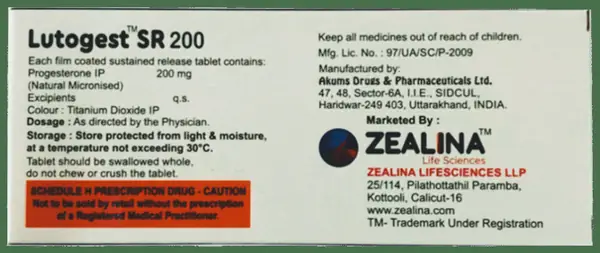 Lutogest™ SR 200
Each film coated sustained release tablet contains:
Progesterone IP 200 mg
(Natural Micronised)
Excipients q.s.
Colour : Titanium Dioxide IP
Dosage : As directed by the Physician.
Storage : Store protected from light & moisture,
at a temperature not exceeding 30°C.
Tablet should be swallowed whole,
do not chew or crush the tablet.
SCHEDULE H PRESCRIPTION DRUG - CAUTION
Not to be sold by retail without the prescription
of a Registered Medical Practitioner.
Keep all medicines out of reach of children.
Mfg. Lic. No. : 97/UA/SC/P-2009
Manufactured by:
Akums Drugs & Pharmaceuticals Ltd.
47, 48, Sector-6A, I.I.E., SIDCUL,
Haridwar-249 403, Uttarakhand, INDIA.
Marketed By :
ZEALINA™
Life Sciences
ZEALINA LIFESCIENCES LLP
25/114, Pilathottathil Paramba,
Kottooli, Calicut-16
www.zealina.com
TM- Trademark Under Registration